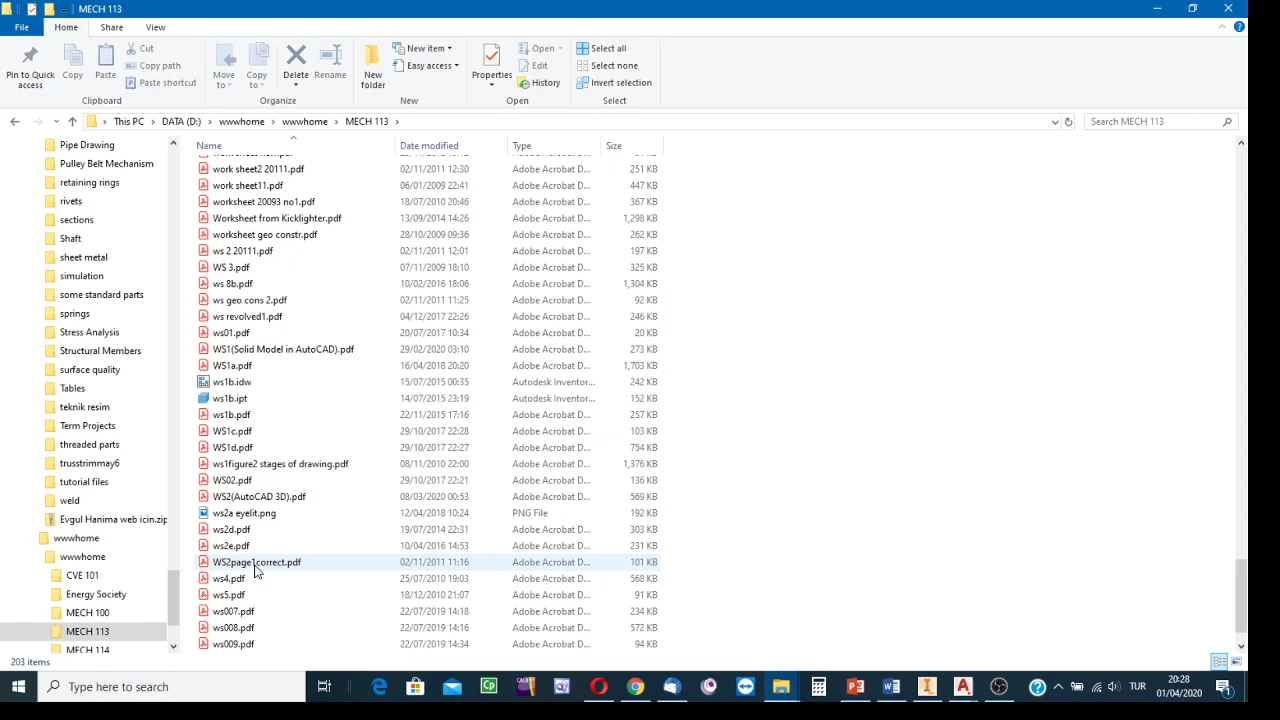 MECH 113
File Home Share View
Pin to Quick access
Copy
Paste
Cut
Copy path
Paste shortcut
Clipboard
Move to
Copy to
Delete
Rename
Organize
New folder
New item
Easy access
New
Properties
Open
Edit
History
Open
Select all
Select none
Invert selection
Select
This PC DATA (D:) wwwhome wwwhome MECH 113
Search MECH 113
Pipe Drawing
Pulley Belt Mechanism
retaining rings
rivets
sections
Shaft
sheet metal
simulation
some standard parts
springs
Stress Analysis
Structural Members
surface quality
Tables
teknik resim
Term Projects
threaded parts
trusstrimmay6
tutorial files
weld
Evgul Hanima web icin.zip
wwwhome
wwwhome
CVE 101
Energy Society
MECH 100
MECH 113
MECH 114
Name Date modified Type Size
work sheet2 20111.pdf 02/11/2011 12:30 Adobe Acrobat D... 251 KB
work sheet11.pdf 06/01/2009 22:41 Adobe Acrobat D... 447 KB
worksheet 20093 no1.pdf 18/07/2010 20:46 Adobe Acrobat D... 367 KB
Worksheet from Kicklighter.pdf 13/09/2014 14:26 Adobe Acrobat D... 1,298 KB
worksheet geo constr.pdf 28/10/2009 09:36 Adobe Acrobat D... 262 KB
ws 2 20111.pdf 02/11/2011 12:01 Adobe Acrobat D... 197 KB
WS 3.pdf 07/11/2009 18:10 Adobe Acrobat D... 325 KB
ws 8b.pdf 10/02/2016 18:06 Adobe Acrobat D... 1,304 KB
ws geo cons 2.pdf 02/11/2011 11:25 Adobe Acrobat D... 92 KB
ws revolved1.pdf 04/12/2017 22:26 Adobe Acrobat D... 246 KB
ws01.pdf 20/07/2017 10:34 Adobe Acrobat D... 20 KB
WS1(Solid Model in AutoCAD).pdf 29/02/2020 03:10 Adobe Acrobat D... 273 KB
WS1a.pdf 16/04/2018 20:20 Adobe Acrobat D... 1,703 KB
ws1b.idw 15/07/2015 00:35 Autodesk Inventor... 242 KB
ws1b.ipt 14/07/2015 23:19 Autodesk Inventor... 152 KB
ws1b.pdf 22/11/2015 17:16 Adobe Acrobat D... 257 KB
WS1c.pdf 29/10/2017 22:28 Adobe Acrobat D... 103 KB
WS1d.pdf 29/10/2017 22:27 Adobe Acrobat D... 754 KB
ws1figure2 stages of drawing.pdf 08/11/2010 22:00 Adobe Acrobat D... 1,376 KB
WS02.pdf 29/10/2017 22:21 Adobe Acrobat D... 136 KB
WS2(AutoCAD 3D).pdf 08/03/2020 00:53 Adobe Acrobat D... 569 KB
ws2a eyelit.png 12/04/2018 10:24 PNG File 192 KB
ws2d.pdf 19/07/2014 22:31 Adobe Acrobat D... 303 KB
ws2e.pdf 10/04/2016 14:53 Adobe Acrobat D... 231 KB
WS2page1correct.pdf 02/11/2011 11:16 Adobe Acrobat D... 101 KB
ws4.pdf 25/07/2010 19:03 Adobe Acrobat D... 568 KB
ws5.pdf 18/12/2010 21:07 Adobe Acrobat D... 91 KB
ws007.pdf 22/07/2019 14:18 Adobe Acrobat D... 234 KB
ws008.pdf 22/07/2019 14:16 Adobe Acrobat D... 572 KB
ws009.pdf 22/07/2019 14:34 Adobe Acrobat D... 94 KB
203 items
Type here to search
TUR
20:28
01/04/2020